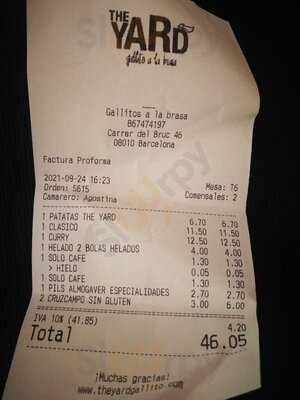 THE
YARD
gallito a la brasa
Gallitos a la brasa
B67474197
Carrer del Bruc 46
08010 Barcelona
Factura Proforma
2021-09-24 16:23
Orden: 5615 Mesa: T6
Camarero: Agostina Comensales: 2
1 PATATAS THE YARD 6.70 6.70
1 CLASICO 11.50 11.50
1 CURRY 12.50 12.50
1 HELADO 2 BOLAS HELADOS 4.00 4.00
1 SOLO CAFE 1.30 1.30
> HIELO 0.05 0.05
1 SOLO CAFE 1.30 1.30
1 PILS ALMOGAVER ESPECIALIDADES 2.70 2.70
2 CRUZCAMPO SIN GLUTEN 3.00 6.00
IVA 10% (41.85) 4.20
Total 46.05
¡Muchas gracias!
www.theyardgallito.com